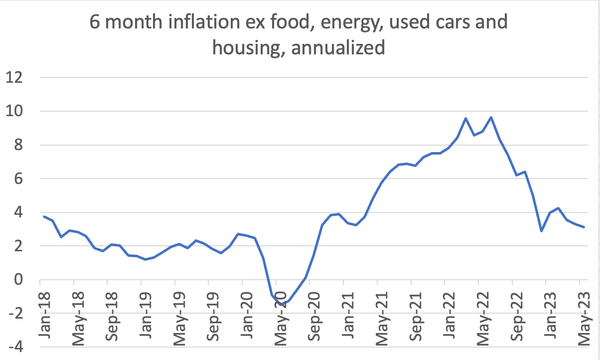 6 month inflation ex food, energy, used cars and
housing, annualized
12
10
8
6
4
2
0
-2
-4
Jan-18
May-18
Sep-18
Jan-19
May-19
Sep-19
Jan-20
May-20
Sep-20
Jan-21
May-21
Sep-21
Jan-22
May-22
Sep-22
Jan-23
May-23